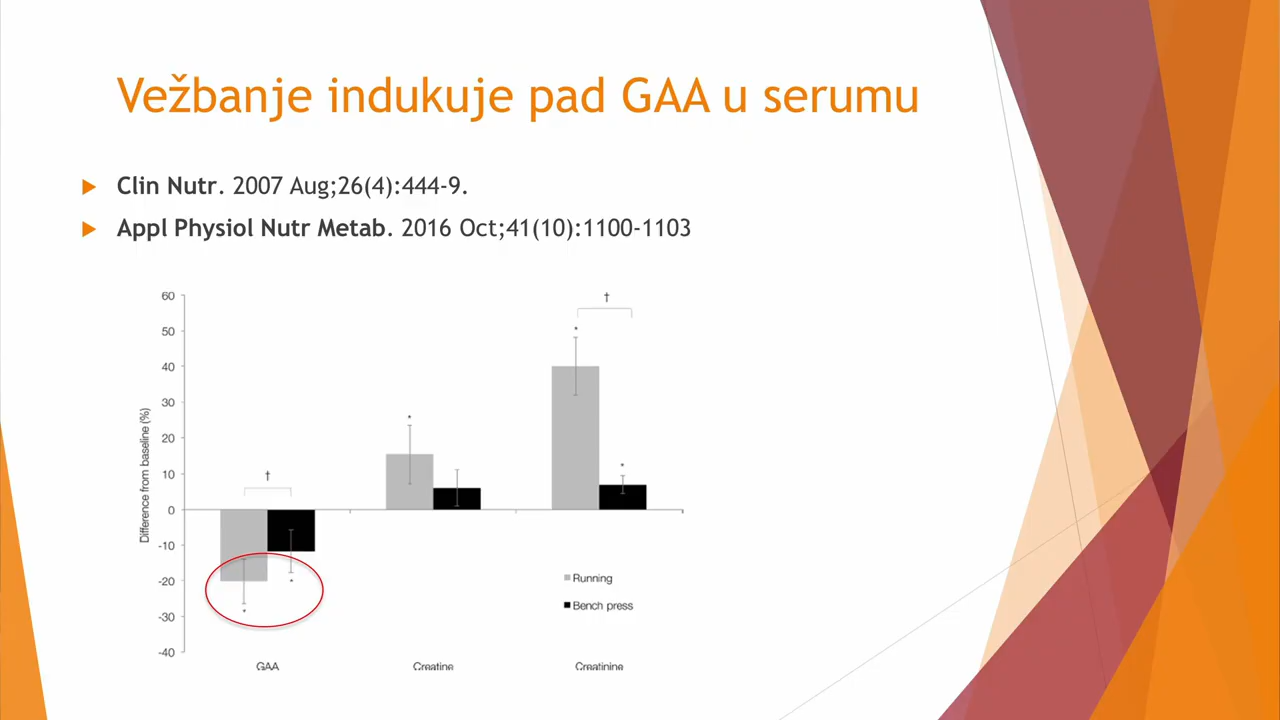 Vežbanje indukuje pad GAA u serumu
Clin Nutr. 2007 Aug;26(4):444-9.
Appl Physiol Nutr Metab. 2016 Oct;41(10):1100-1103
Difference from baseline (%)
60
50
40
30
20
10
0
-10
-20
-30
-40
†
*
*
*
†
*
*
Running
Bench press
GAA
Creatine
Creatinine